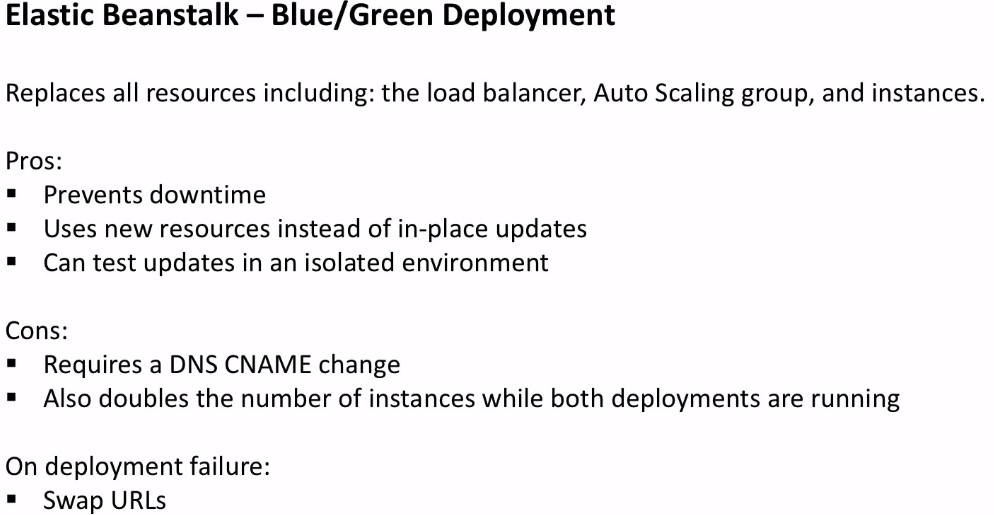 Elastic Beanstalk – Blue/Green Deployment
Replaces all resources including: the load balancer, Auto Scaling group, and instances.
Pros:
▪ Prevents downtime
▪ Uses new resources instead of in-place updates
▪ Can test updates in an isolated environment
Cons:
▪ Requires a DNS CNAME change
▪ Also doubles the number of instances while both deployments are running
On deployment failure:
▪ Swap URLs